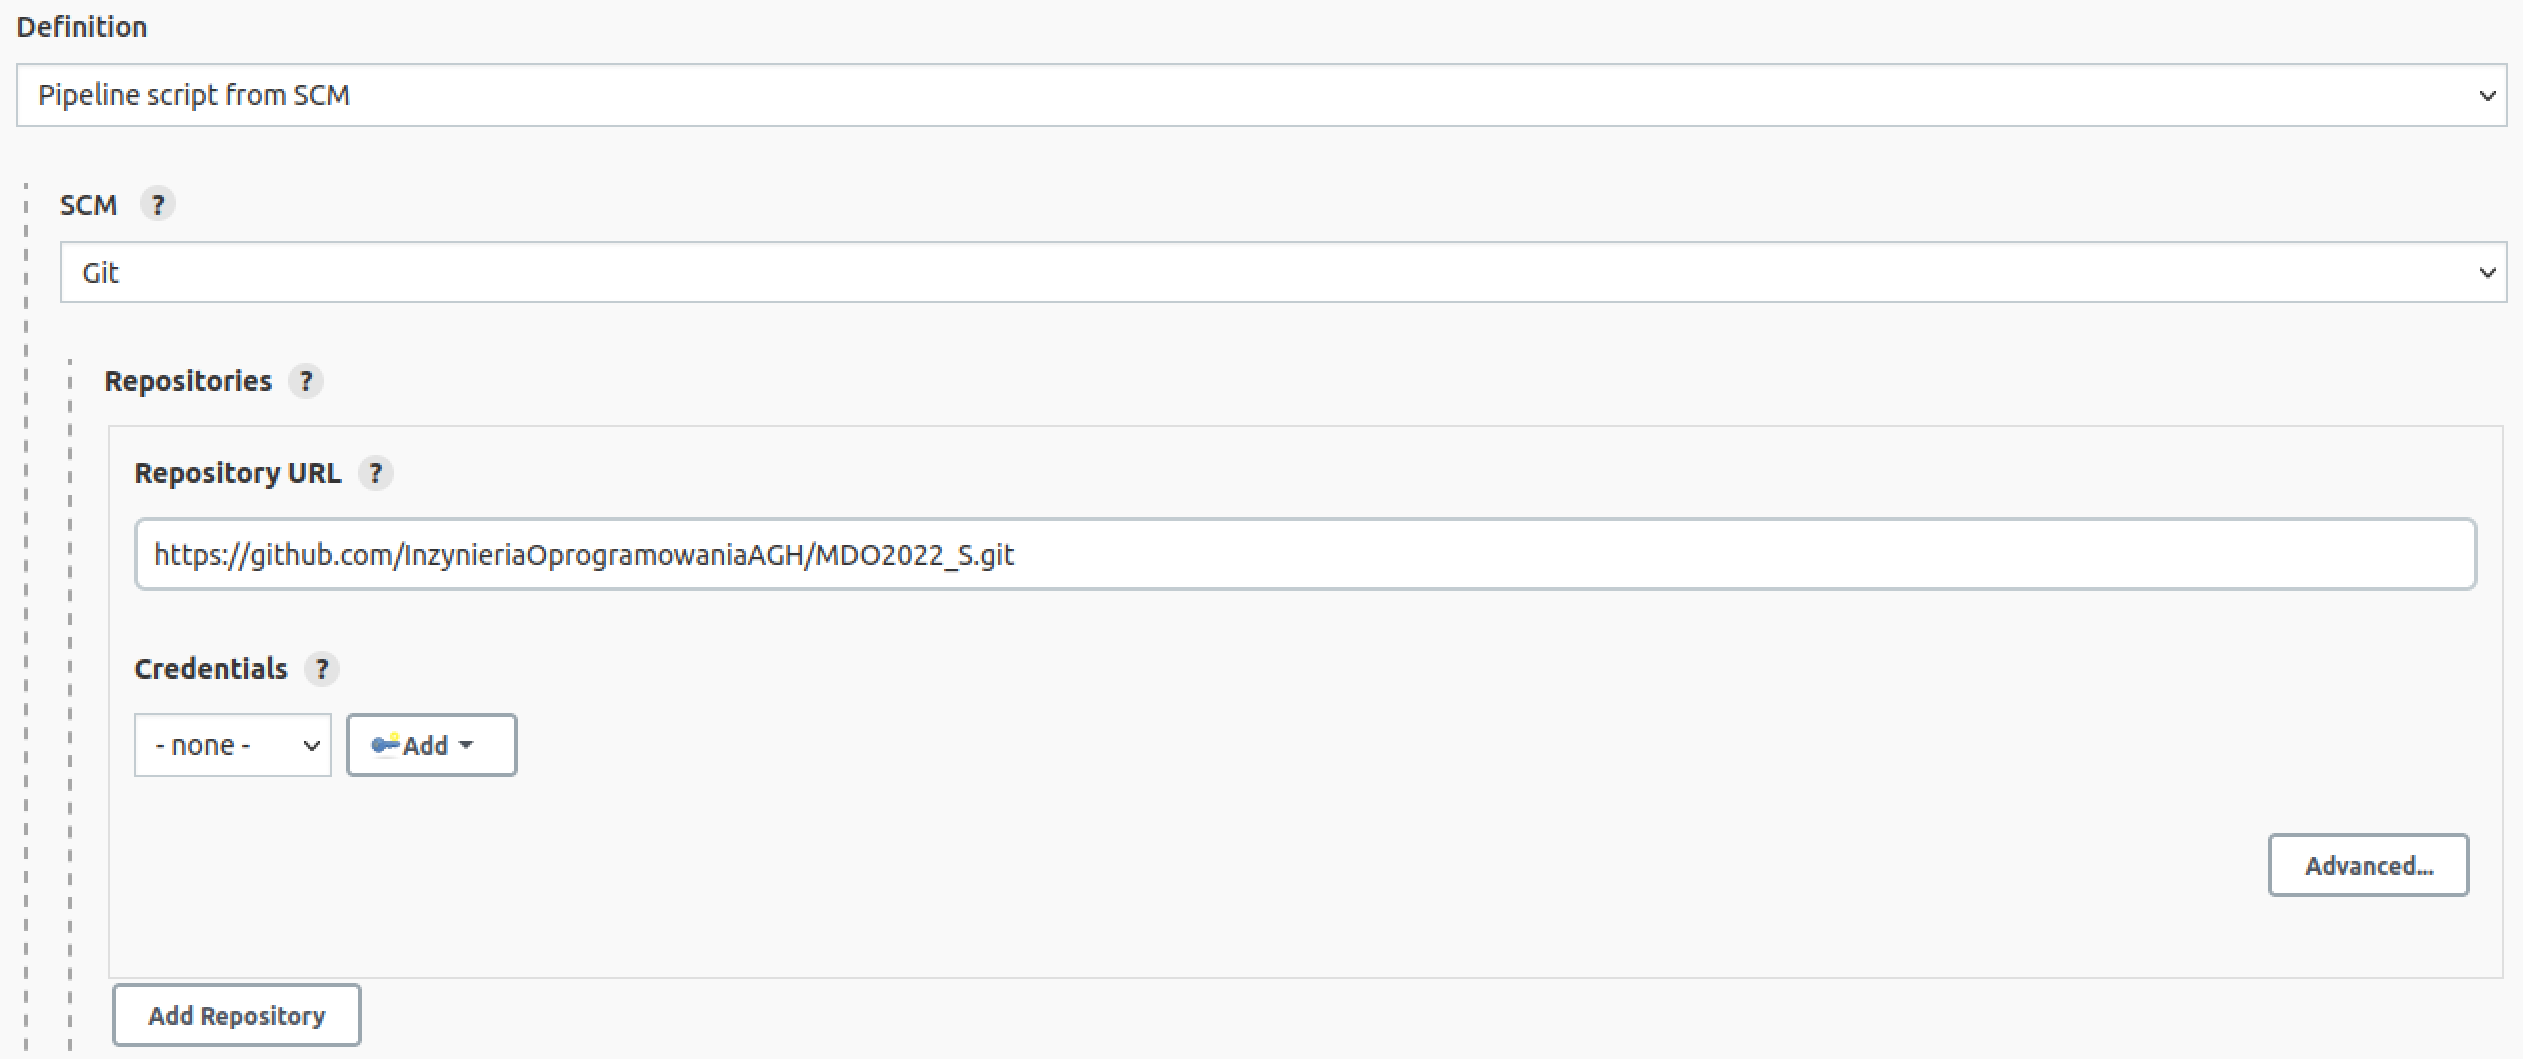 Definition
Pipeline script from SCM
SCM ?
Git
Repositories ?
Repository URL ?
https://github.com/InzynieriaOprogramowaniaAGH/MDO2022_S.git
Credentials ?
- none - Add
Advanced...
Add Repository